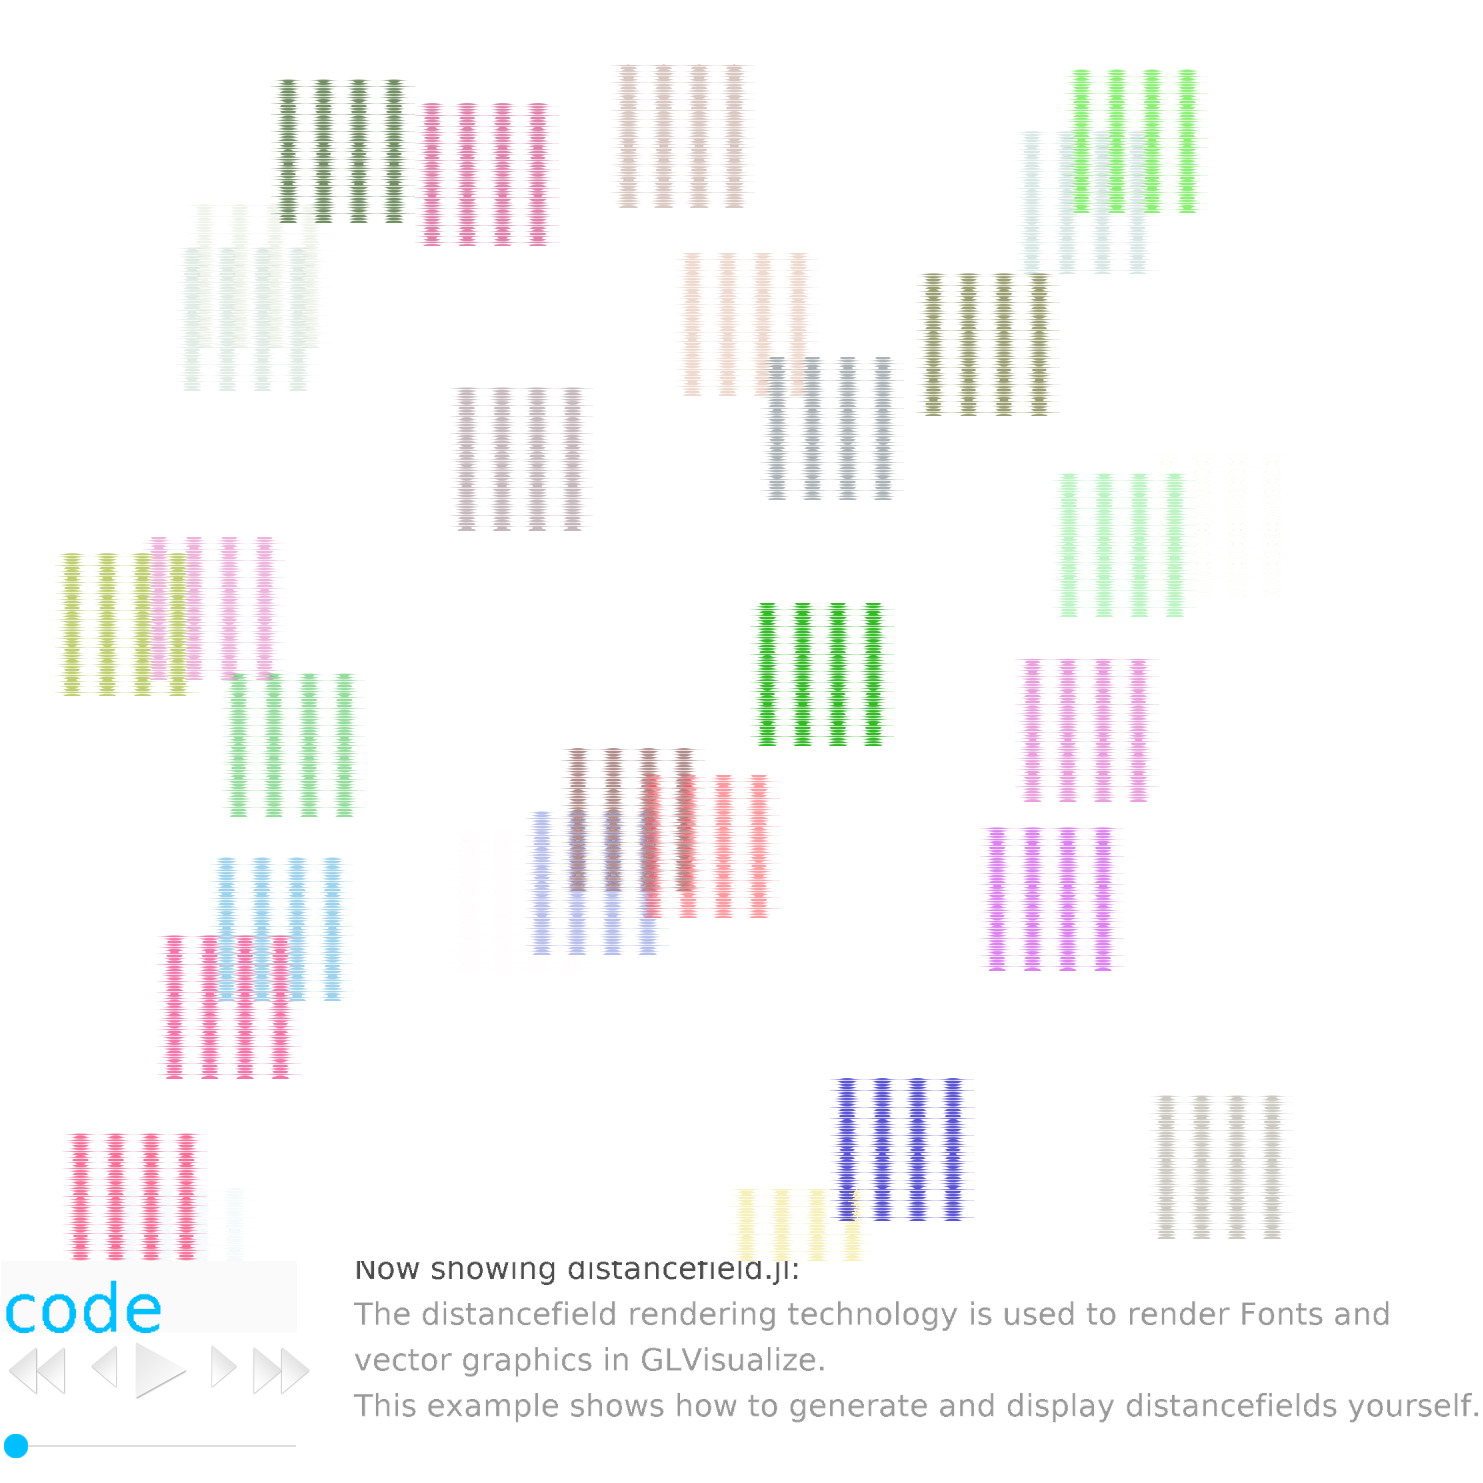 Now showing distancefield.jl:
code
The distancefield rendering technology is used to render Fonts and
vector graphics in GLVisualize.
This example shows how to generate and display distancefields yourself.